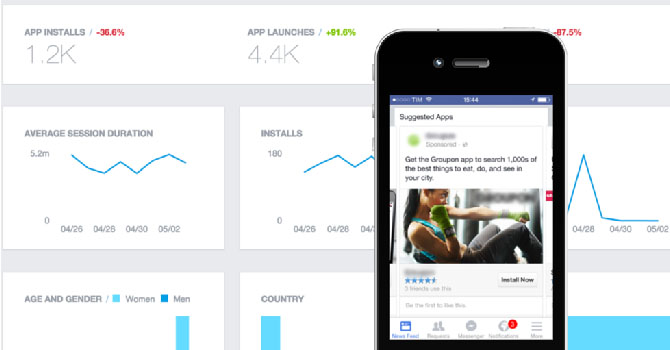 APP INSTALLS / -36.6%
APP LAUNCHES / +91.6%
-87.5%
1.2K
4.4K
AVERAGE SESSION DURATION
INSTALLS
5.2m
180
0
0
04/26 04/28 04/30 05/02
04/26 04/28 04/30
04/28 04/30 05/02
AGE AND GENDER / Women Men
COUNTRY
TIM 15:44
Suggested Apps
Sponsored
Get the Groupon app to search 1,000s of
the best things to eat, do, and see in
your city.
Install Now
3 friends use this.
Be the first to like this.
3
News Feed Requests Messenger Notifications More